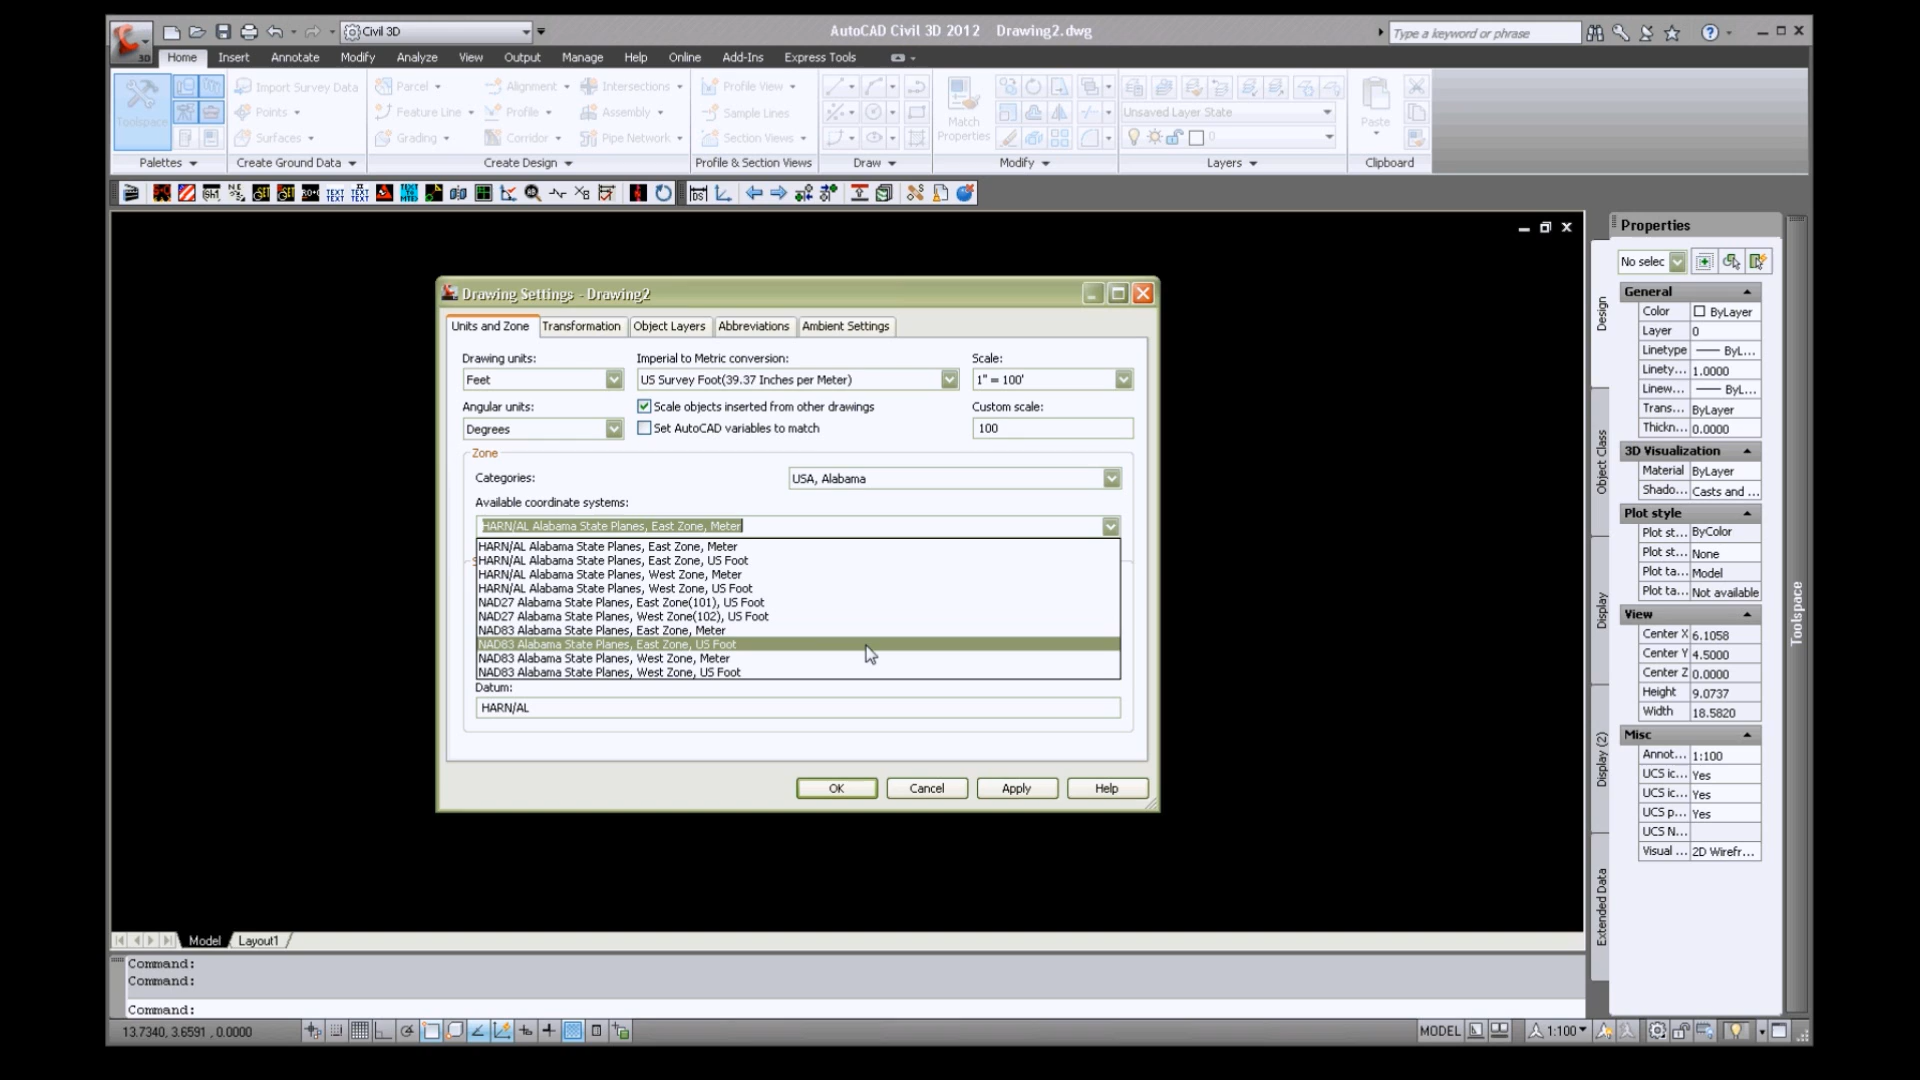 Civil 3D
AutoCAD Civil 3D 2012 Drawing2.dwg
Type a keyword or phrase
3D
Home Insert Annotate Modify Analyze View Output Manage Help Online Add-Ins Express Tools
Toolspace
Import Survey Data
Points
Surfaces
Parcel
Feature Line
Grading
Alignment
Profile
Corridor
Intersections
Assembly
Pipe Network
Profile View
Sample Lines
Section Views
Match
Properties
Unsaved Layer State
0
Paste
Palettes Create Ground Data Create Design Profile & Section Views Draw Modify Layers Clipboard
Properties
No selec
General
Color ByLayer
Layer 0
Linetype ByL...
Linety... 1.0000
Linew... ByL...
Trans... ByLayer
Thickn... 0.0000
3D Visualization
Material ByLayer
Shado... Casts and ...
Plot style
Plot st... ByColor
Plot st... None
Plot ta... Model
Plot ta... Not available
View
Center X 6.1058
Center Y 4.5000
Center Z 0.0000
Height 9.0737
Width 18.5820
Misc
Annot... 1:100
UCS ic... Yes
UCS ic... Yes
UCS p... Yes
UCS N...
Visual ... 2D Wirefr...
Design
Object Class
Display
Display (2)
Extended Data
Toolspace
Drawing Settings - Drawing2
Units and Zone Transformation Object Layers Abbreviations Ambient Settings
Drawing units: Imperial to Metric conversion: Scale:
Feet US Survey Foot(39.37 Inches per Meter) 1" = 100'
Angular units: Scale objects inserted from other drawings Custom scale:
Degrees Set AutoCAD variables to match 100
Zone
Categories: USA, Alabama
Available coordinate systems:
HARN/AL Alabama State Planes, East Zone, Meter
HARN/AL Alabama State Planes, East Zone, Meter
HARN/AL Alabama State Planes, East Zone, US Foot
HARN/AL Alabama State Planes, West Zone, Meter
HARN/AL Alabama State Planes, West Zone, US Foot
NAD27 Alabama State Planes, East Zone(101), US Foot
NAD27 Alabama State Planes, West Zone(102), US Foot
NAD83 Alabama State Planes, East Zone, Meter
NAD83 Alabama State Planes, East Zone, US Foot
NAD83 Alabama State Planes, West Zone, Meter
NAD83 Alabama State Planes, West Zone, US Foot
Datum:
HARN/AL
OK Cancel Apply Help
Model Layout1
Command:
Command:
Command:
13.7340, 3.6591 , 0.0000
MODEL 1:100